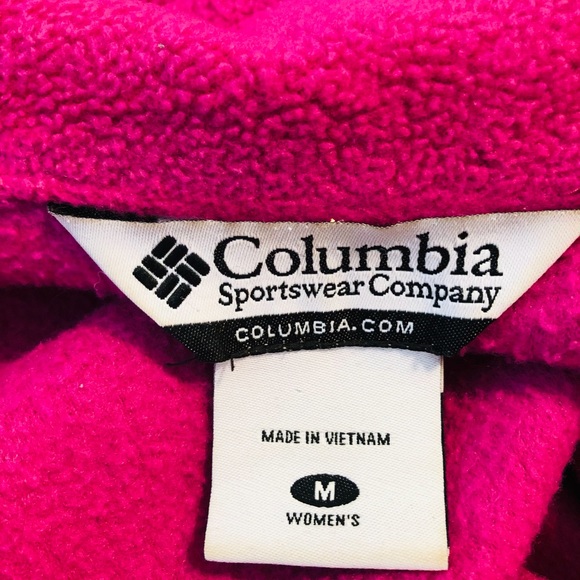 Columbia
Sportswear Company
COLUMBIA.COM
MADE IN VIETNAM
M
WOMEN'S